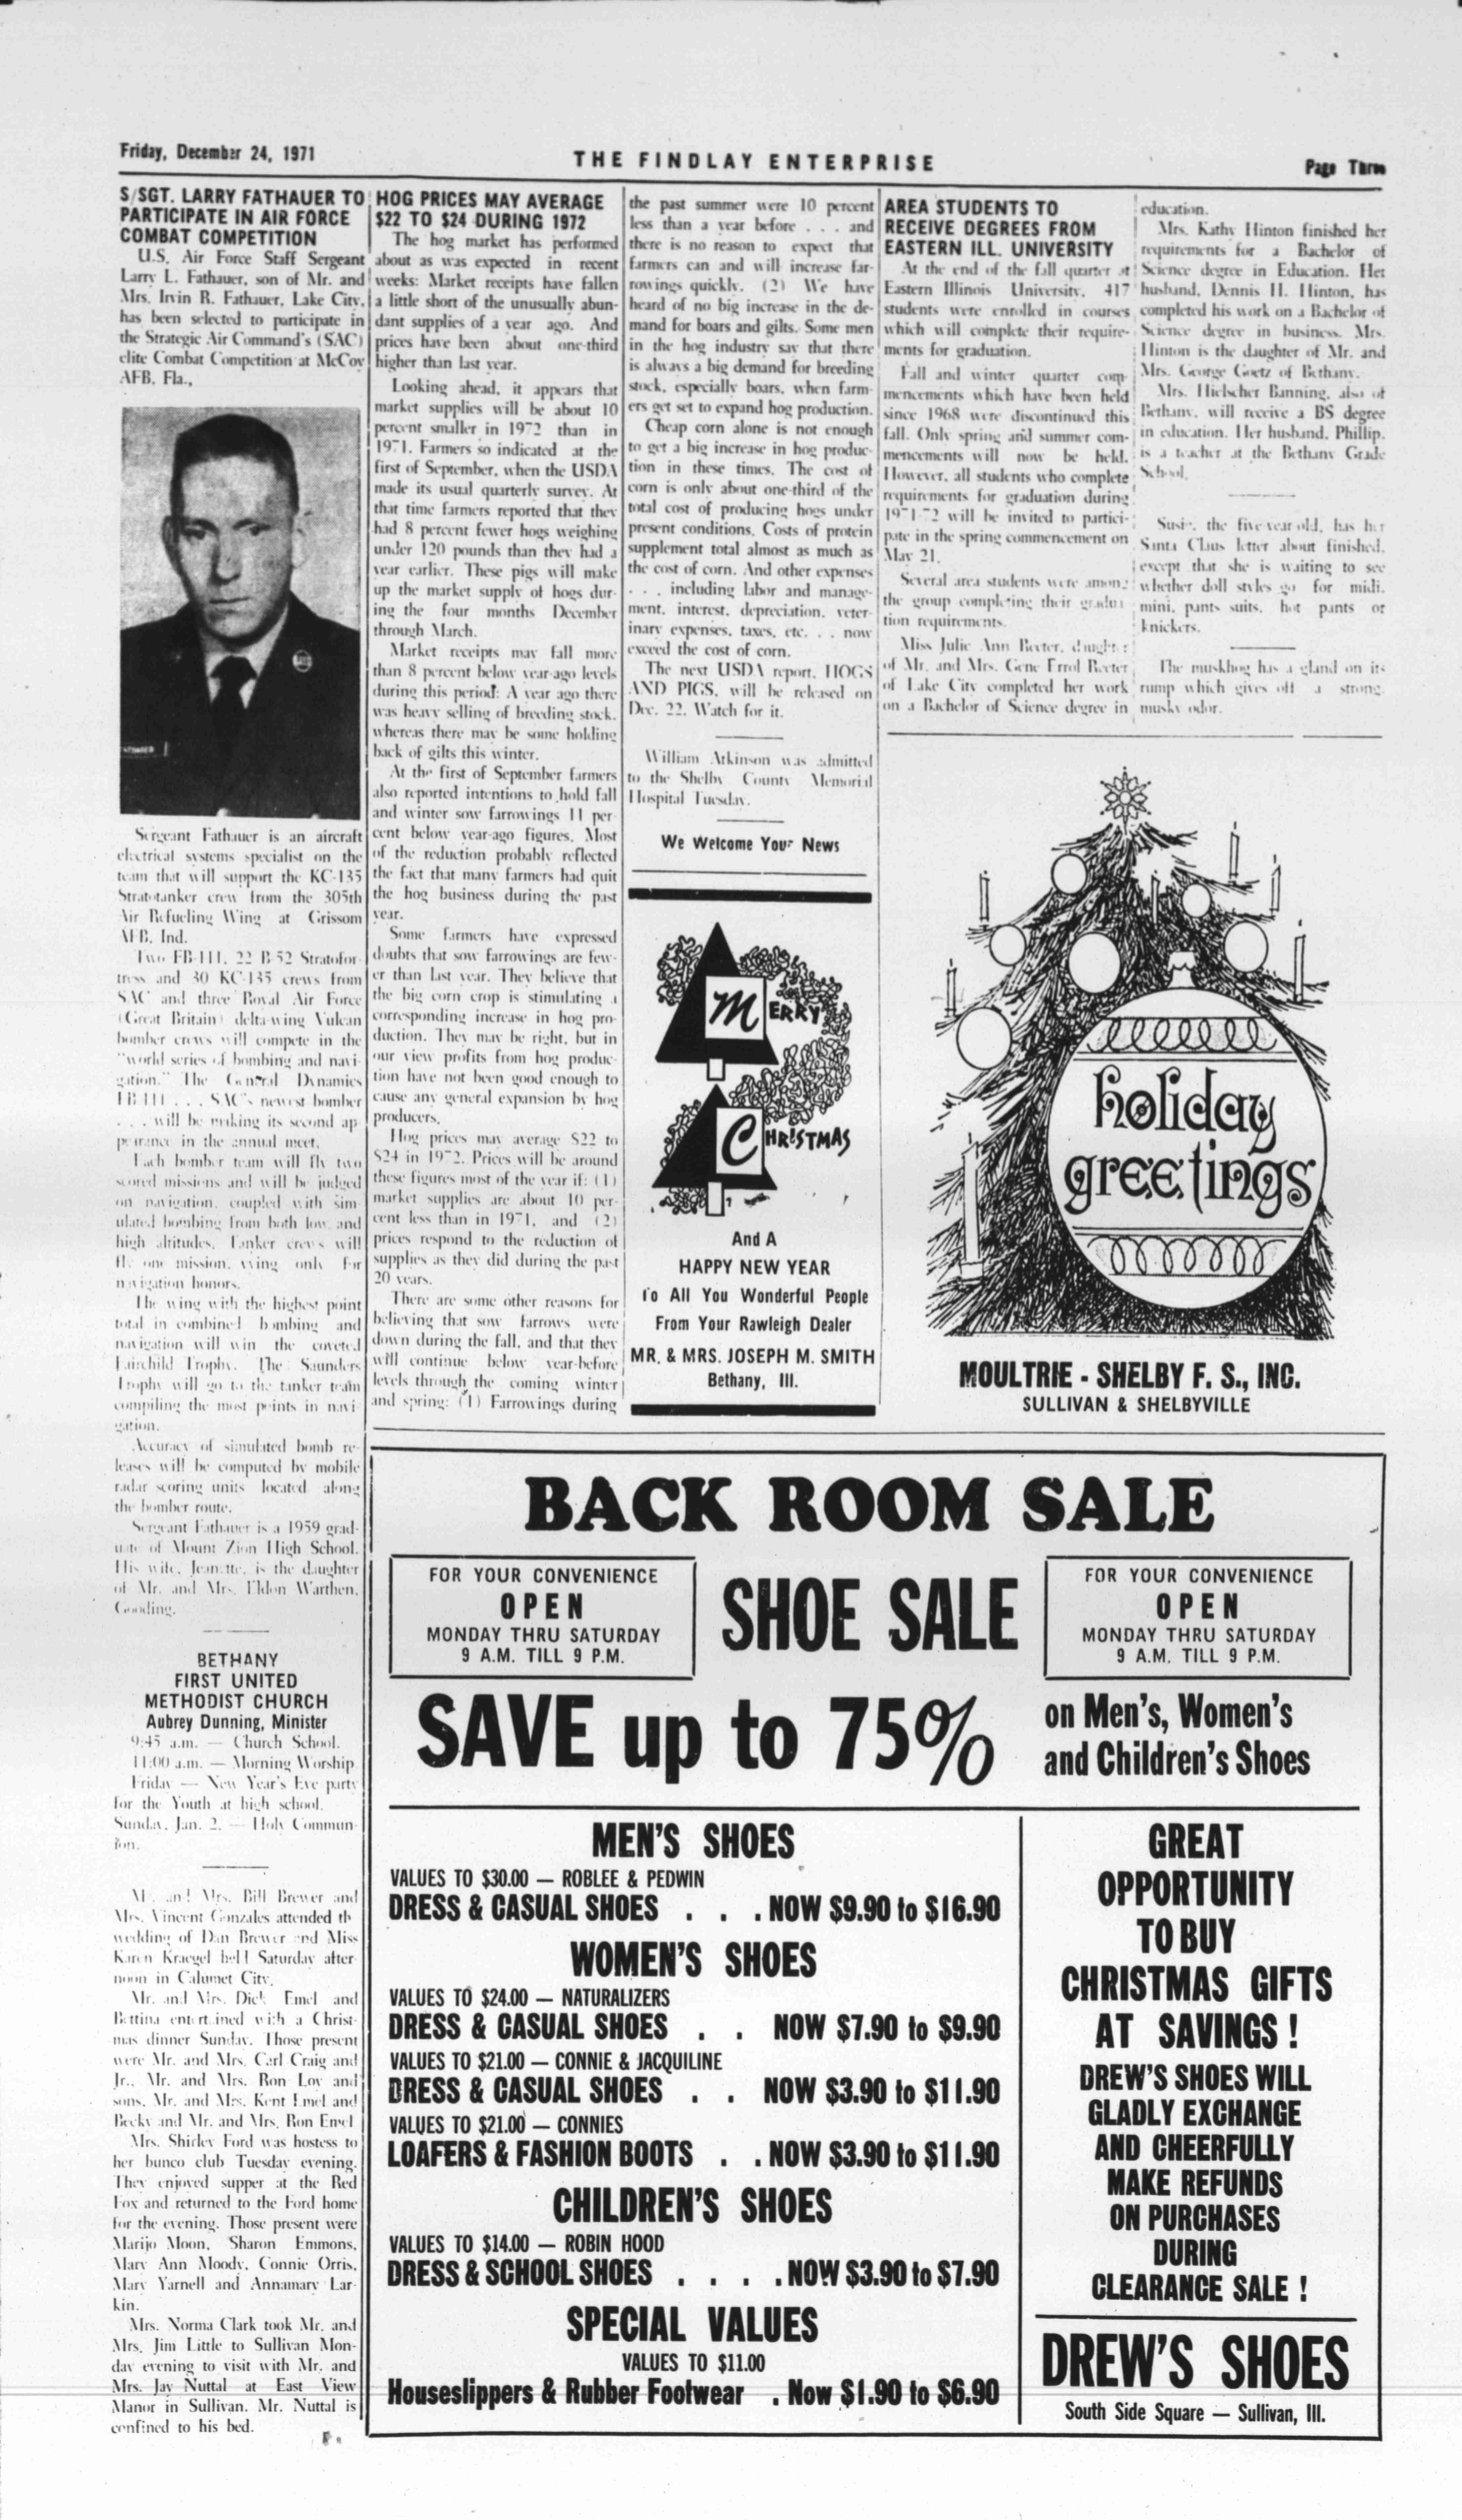 Friday, December 24, 1971
THE FINDLAY ENTERPRISE
Page Three
S/SGT. LARRY FATHAUER TO
PARTICIPATE IN AIR FORCE
COMBAT COMPETITION
U.S. Air Force Staff Sergeant
Larry L. Fathauer, son of Mr. and
Mrs. Irvin R. Fathauer, Lake City,
has been selected to participate in
the Strategic Air Command's (SAC)
elite Combat Competition at McCoy
AFB, Fla.,
Sergeant Fathauer is an aircraft
electrical systems specialist on the
team that will support the KC-135
Stratotanker crew from the 305th
Air Refueling Wing at Grissom
AFB, Ind.
Two FB-111, 22 B-52 Stratofor-
tress and 30 KC-135 crews from
SAC and three Royal Air Force
(Great Britain) delta-wing Vulcan
bomber crews will compete in the
"world series of bombing and navi-
gation." The General Dynamics
FB-111 . . . SAC's newest bomber
. . . will be making its second ap-
pearance in the annual meet.
Each bomber team will fly two
scored missions and will be judged
on navigation, coupled with sim-
ulated bombing from both low and
high altitudes. Tanker crews will
fly one mission, vying only for
navigation honors.
The wing with the highest point
total in combined bombing and
navigation will win the coveted
Fairchild Trophy. The Saunders
Trophy will go to the tanker team
compiling the most points in navi-
gation.
Accuracy of simulated bomb re-
leases will be computed by mobile
radar scoring units located along
the bomber route.
Sergeant Fathauer is a 1959 grad-
uate of Mount Zion High School.
His wife, Jeanette, is the daughter
of Mr. and Mrs. Eldon Warthen,
Gooding.
BETHANY
FIRST UNITED
METHODIST CHURCH
Aubrey Dunning, Minister
9:45 a.m. — Church School.
11:00 a.m. — Morning Worship
Friday — New Year's Eve party
for the Youth at high school.
Sunday, Jan. 2, — Holy Commun-
ion.
Mr. and Mrs. Bill Brewer and
Mrs. Vincent Gonzales attended th
wedding of Dan Brewer and Miss
Karen Kraegel held Saturday after-
noon in Calumet City.
Mr. and Mrs. Dick Emel and
Bettina entertained with a Christ-
mas dinner Sunday. Those present
were Mr. and Mrs. Carl Craig and
Jr., Mr. and Mrs. Ron Loy and
sons, Mr. and Mrs. Kent Emel and
Becky and Mr. and Mrs. Ron Emel
Mrs. Shirley Ford was hostess to
her bunco club Tuesday evening.
They enjoyed supper at the Red
Fox and returned to the Ford home
for the evening. Those present were
Marijo Moon, Sharon Emmons,
Mary Ann Moody, Connie Orris,
Mary Yarnell and Annamary Lar-
kin.
Mrs. Norma Clark took Mr. and
Mrs. Jim Little to Sullivan Mon-
day evening to visit with Mr. and
Mrs. Jay Nuttal at East View
Manor in Sullivan. Mr. Nuttal is
confined to his bed.
HOG PRICES MAY AVERAGE
$22 TO $24 DURING 1972
The hog market has performed
about as was expected in recent
weeks: Market receipts have fallen
a little short of the unusually abun-
dant supplies of a year ago. And
prices have been about one-third
higher than last year.
Looking ahead, it appears that
market supplies will be about 10
percent smaller in 1972 than in
1971. Farmers so indicated at the
first of September, when the USDA
made its usual quarterly survey. At
that time farmers reported that they
had 8 percent fewer hogs weighing
under 120 pounds than they had a
year earlier. These pigs will make
up the market supply of hogs dur-
ing the four months December
through March.
Market receipts may fall more
than 8 percent below year-ago levels
during this period: A year ago there
was heavy selling of breeding stock,
whereas there may be some holding
back of gilts this winter.
At the first of September farmers
also reported intentions to hold fall
and winter sow farrowings 11 per-
cent below year-ago figures. Most
of the reduction probably reflected
the fact that many farmers had quit
the hog business during the past
year.
Some farmers have expressed
doubts that sow farrowings are few-
er than last year. They believe that
the big corn crop is stimulating a
corresponding increase in hog pro-
duction. They may be right, but in
our view profits from hog produc-
tion have not been good enough to
cause any general expansion by hog
producers.
Hog prices may average $22 to
$24 in 1972. Prices will be around
these figures most of the year if: (1)
market supplies are about 10 per-
cent less than in 1971, and (2)
prices respond to the reduction of
supplies as they did during the past
20 years.
There are some other reasons for
believing that sow farrows were
down during the fall, and that they
will continue below year-before
levels through the coming winter
and spring: (1) Farrowings during
the past summer were 10 percent
less than a year before . . . and
there is no reason to expect that
farmers can and will increase far-
rowings quickly. (2) We have
heard of no big increase in the de-
mand for boars and gilts. Some men
in the hog industry say that there
is always a big demand for breeding
stock, especially boars, when farm-
ers get set to expand hog production.
Cheap corn alone is not enough
to get a big increase in hog produc-
tion in these times. The cost of
corn is only about one-third of the
total cost of producing hogs under
present conditions. Costs of protein
supplement total almost as much as
the cost of corn. And other expenses
. . . including labor and manage-
ment, interest, depreciation, veter-
inary expenses, taxes, etc. . . now
exceed the cost of corn.
The next USDA report, HOGS
AND PIGS, will be released on
Dec. 22. Watch for it.
William Atkinson was admitted
to the Shelby County Memorial
Hospital Tuesday.
We Welcome Your News
MERRY
CHRISTMAS
And A
HAPPY NEW YEAR
To All You Wonderful People
From Your Rawleigh Dealer
MR. & MRS. JOSEPH M. SMITH
Bethany, Ill.
AREA STUDENTS TO
RECEIVE DEGREES FROM
EASTERN ILL. UNIVERSITY
At the end of the fall quarter at
Eastern Illinois University, 417
students were enrolled in courses
which will complete their require-
ments for graduation.
Fall and winter quarter com-
mencements which have been held
since 1968 were discontinued this
fall. Only spring and summer com-
mencements will now be held.
However, all students who complete
requirements for graduation during
1971-72 will be invited to partici-
pate in the spring commencement on
May 21.
Several area students were among
the group completing their gradua-
tion requirements.
Miss Julie Ann Reeter, daughter
of Mr. and Mrs. Gene Errol Reeter
of Lake City completed her work
on a Bachelor of Science degree in
education.
Mrs. Kathy Hinton finished her
requirements for a Bachelor of
Science degree in Education. Her
husband, Dennis H. Hinton, has
completed his work on a Bachelor of
Science degree in business. Mrs.
Hinton is the daughter of Mr. and
Mrs. George Goetz of Bethany.
Mrs. Hielscher Banning, also of
Bethany, will receive a BS degree
in education. Her husband, Phillip,
is a teacher at the Bethany Grade
School.
Susie, the five year old, has her
Santa Claus letter about finished,
except that she is waiting to see
whether doll styles go for midi,
mini, pants suits, hot pants or
knickers.
The muskhog has a gland on its
rump which gives off a strong,
musky odor.
holiday
greetings
MOULTRIE - SHELBY F. S., INC.
SULLIVAN & SHELBYVILLE
BACK ROOM SALE
FOR YOUR CONVENIENCE
OPEN
MONDAY THRU SATURDAY
9 A.M. TILL 9 P.M.
SHOE SALE
FOR YOUR CONVENIENCE
OPEN
MONDAY THRU SATURDAY
9 A.M. TILL 9 P.M.
SAVE up to 75%
on Men's, Women's
and Children's Shoes
MEN'S SHOES
VALUES TO $30.00 — ROBLEE & PEDWIN
DRESS & CASUAL SHOES . . . NOW $9.90 to $16.90
WOMEN'S SHOES
VALUES TO $24.00 — NATURALIZERS
DRESS & CASUAL SHOES . . NOW $7.90 to $9.90
VALUES TO $21.00 — CONNIE & JACQUILINE
DRESS & CASUAL SHOES . . NOW $3.90 to $11.90
VALUES TO $21.00 — CONNIES
LOAFERS & FASHION BOOTS . . NOW $3.90 to $11.90
CHILDREN'S SHOES
VALUES TO $14.00 — ROBIN HOOD
DRESS & SCHOOL SHOES . . . . NOW $3.90 to $7.90
SPECIAL VALUES
VALUES TO $11.00
Houseslippers & Rubber Footwear . Now $1.90 to $6.90
GREAT
OPPORTUNITY
TO BUY
CHRISTMAS GIFTS
AT SAVINGS !
DREW'S SHOES WILL
GLADLY EXCHANGE
AND CHEERFULLY
MAKE REFUNDS
ON PURCHASES
DURING
CLEARANCE SALE !
DREW'S SHOES
South Side Square — Sullivan, Ill.